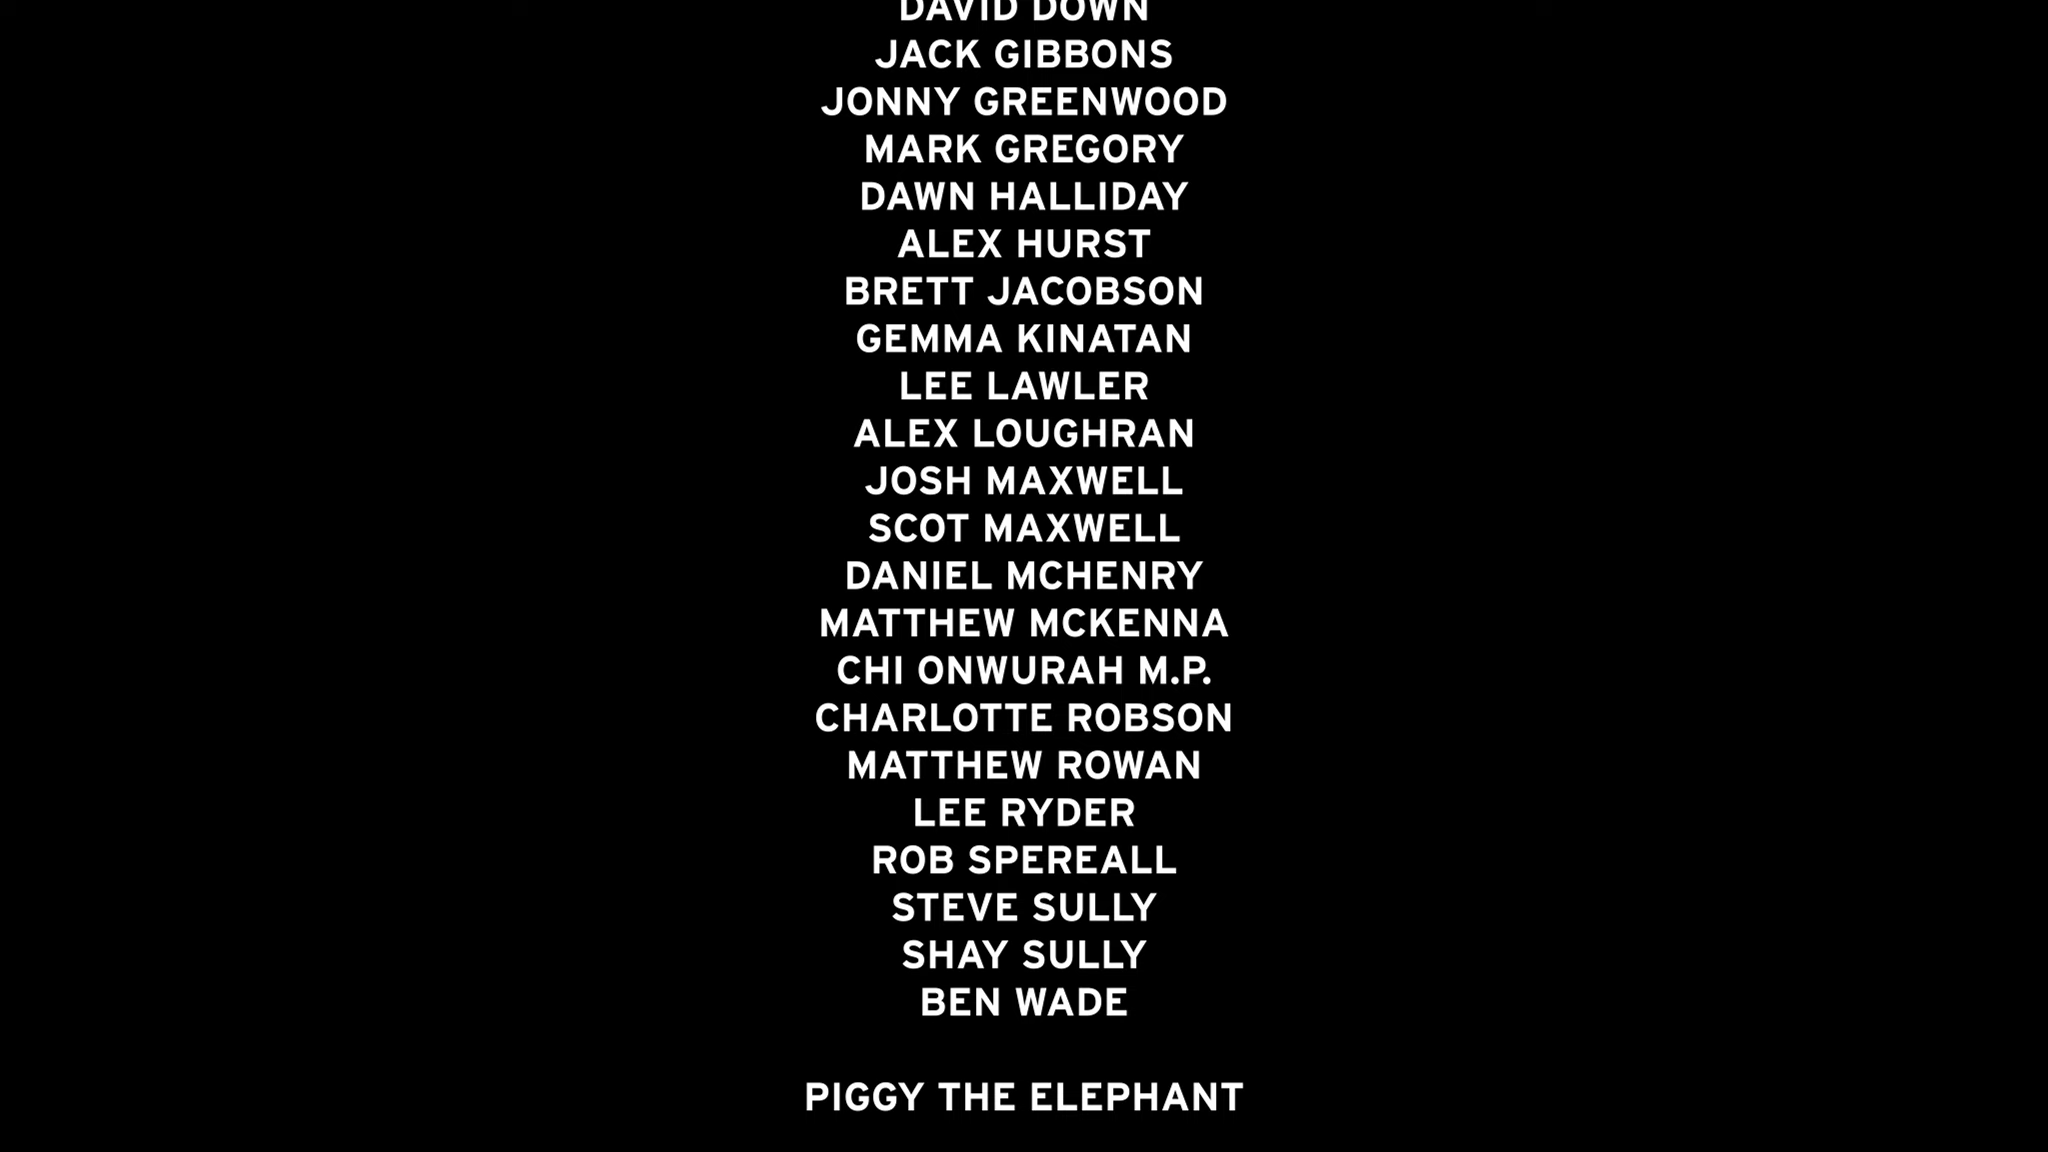 DAVID DOWN
JACK GIBBONS
JONNY GREENWOOD
MARK GREGORY
DAWN HALLIDAY
ALEX HURST
BRETT JACOBSON
GEMMA KINATAN
LEE LAWLER
ALEX LOUGHRAN
JOSH MAXWELL
SCOT MAXWELL
DANIEL MCHENRY
MATTHEW MCKENNA
CHI ONWURAH M.P.
CHARLOTTE ROBSON
MATTHEW ROWAN
LEE RYDER
ROB SPEREALL
STEVE SULLY
SHAY SULLY
BEN WADE
PIGGY THE ELEPHANT